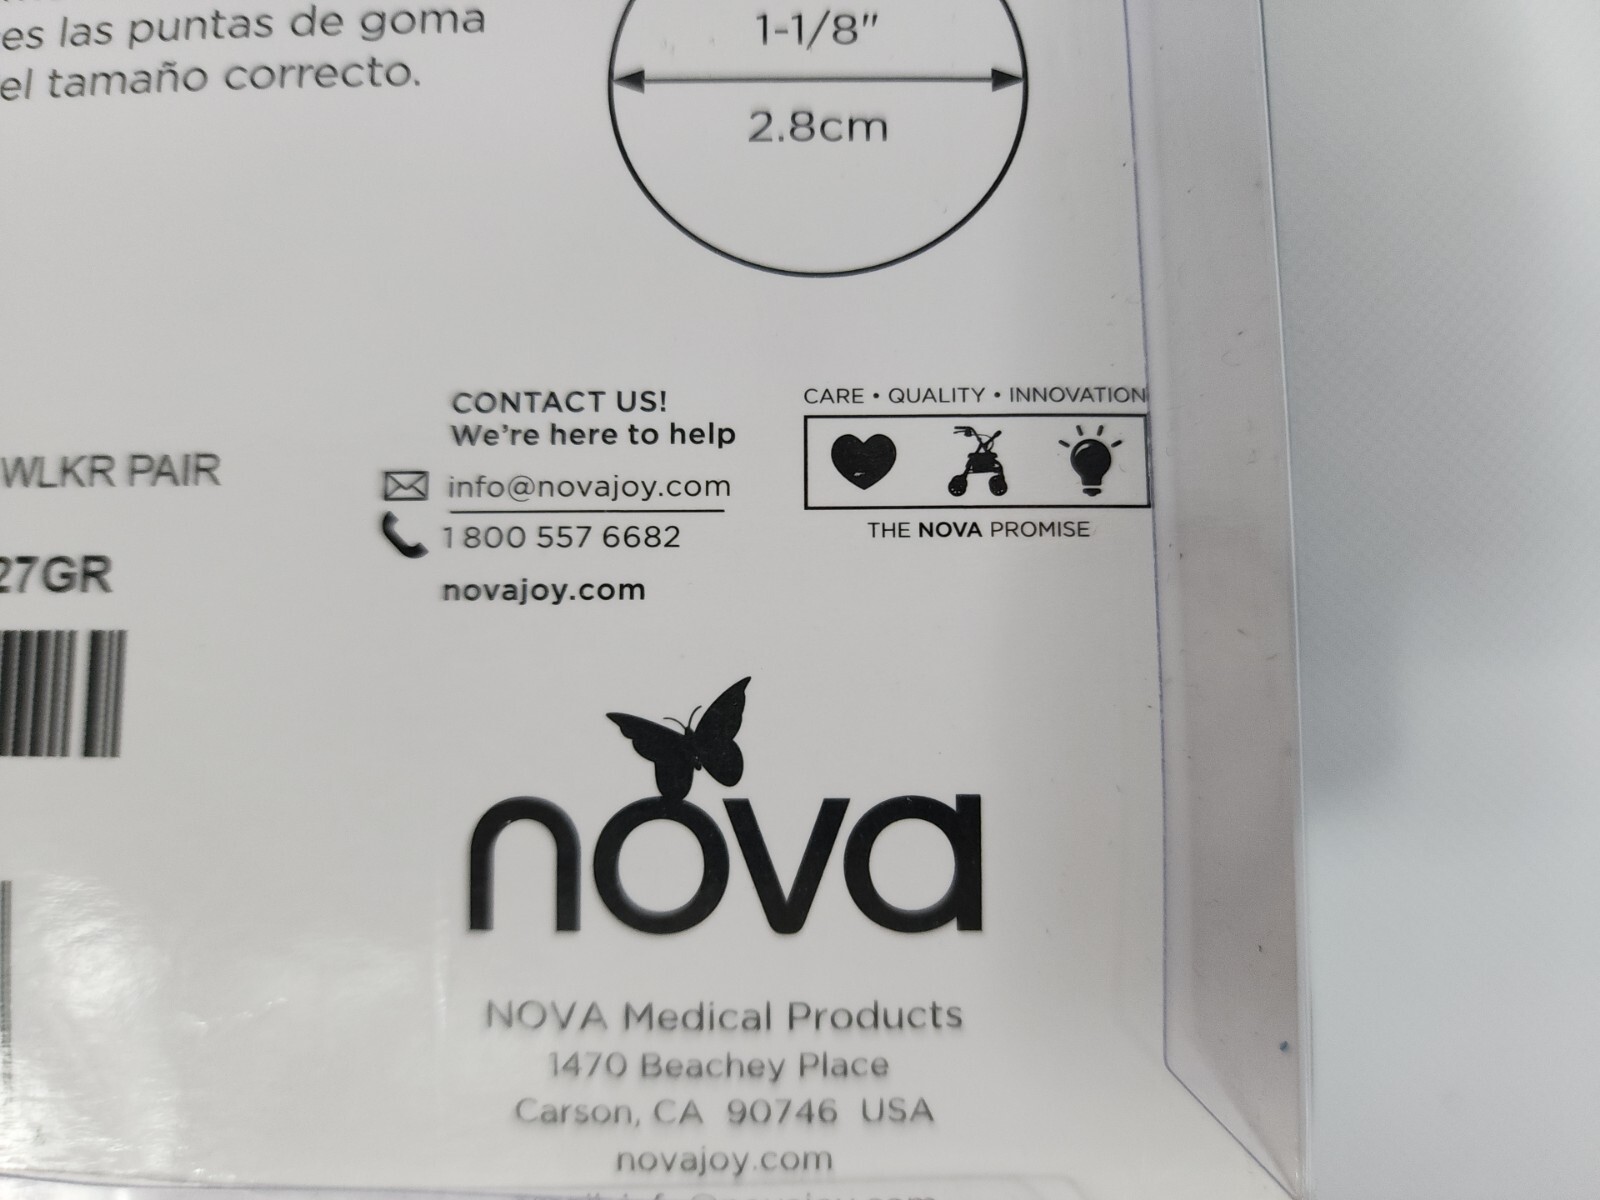 es las puntas de goma
el tamaño correcto.
1-1/8"
2.8cm
CONTACT US!
We're here to help
info@novajoy.com
1 800 557 6682
novajoy.com
CARE • QUALITY • INNOVATION
THE NOVA PROMISE
WLKR PAIR
27GR
nova
NOVA Medical Products
1470 Beachey Place
Carson, CA 90746 USA
novajoy.com